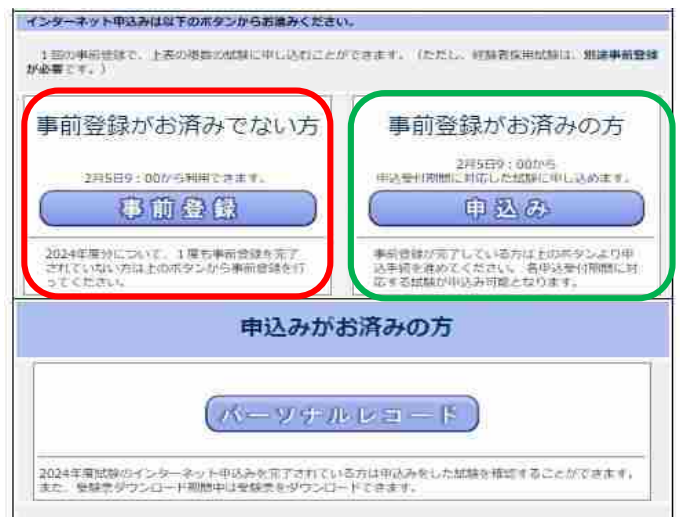 インターネット申込みは以下のボタンからお進みください。
1回の事前登録で、上表の複数の試験に申し込むことができます。（ただし、経験者採用試験は、別途事前登録
が必要です。）
事前登録がお済みでない方
2月5日9：00から利用できます。
事前登録
2024年度分について、1度も事前登録を完了
されていない方は上のボタンから事前登録を行
ってください。
事前登録がお済みの方
2月5日9：00から
申込受付期間に対応した試験に申し込めます。
申込み
事前登録が完了している方は上のボタンより申
込手続を進めてください。各申込受付期間に対
応する試験が申込み可能となります。
申込みがお済みの方
パーソナルレコード
2024年度試験のインターネット申込みを完了されている方は申込みをした試験を確認することができます。
また、受験票ダウンロード期間中は受験票をダウンロードできます。